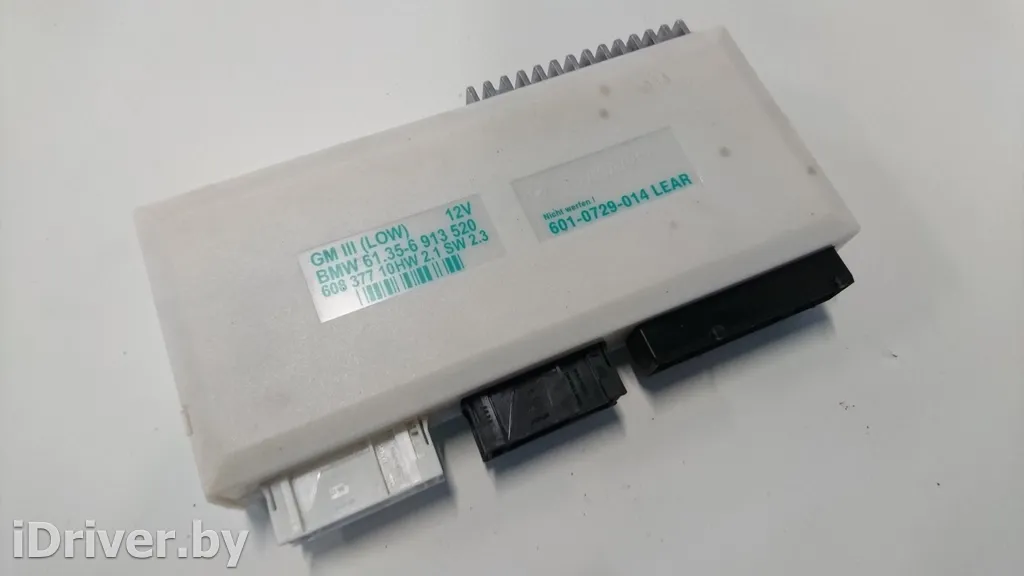 GM III (LOW) 12V
BMW 61.35-6 913 520
608 377 10HW 2.1 SW 2.3
Nicht werfen !
601-0729-014 LEAR
iDriver.by